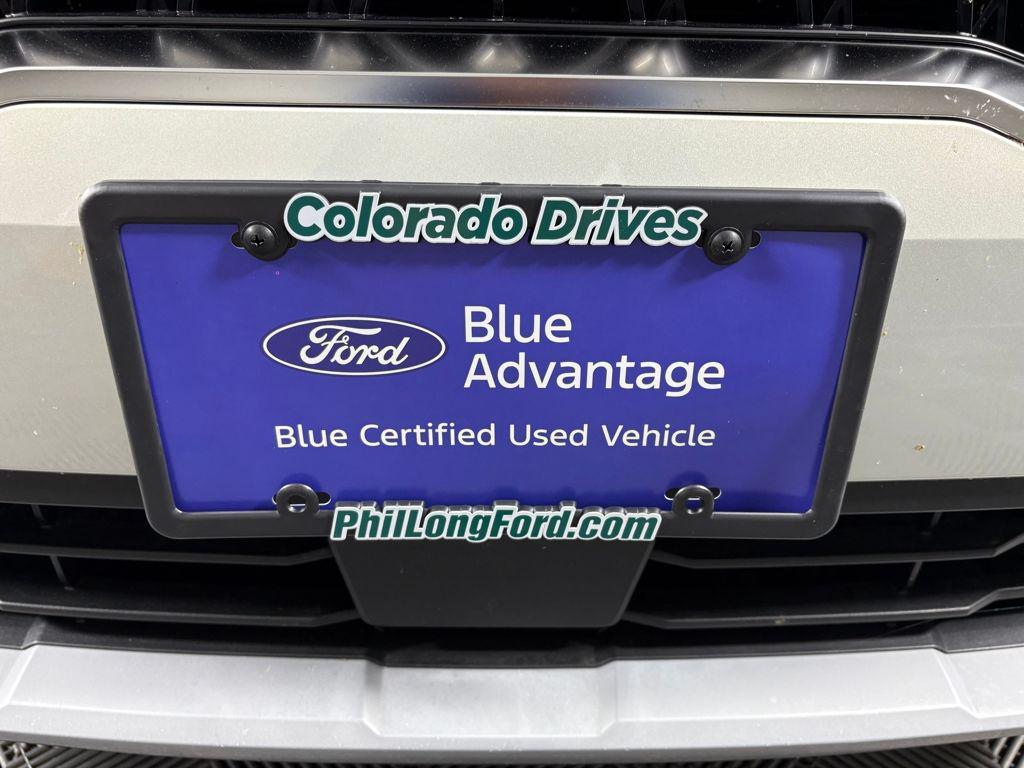 Colorado Drives
Ford
Blue
Advantage
Blue Certified Used Vehicle
PhilLongFord.com